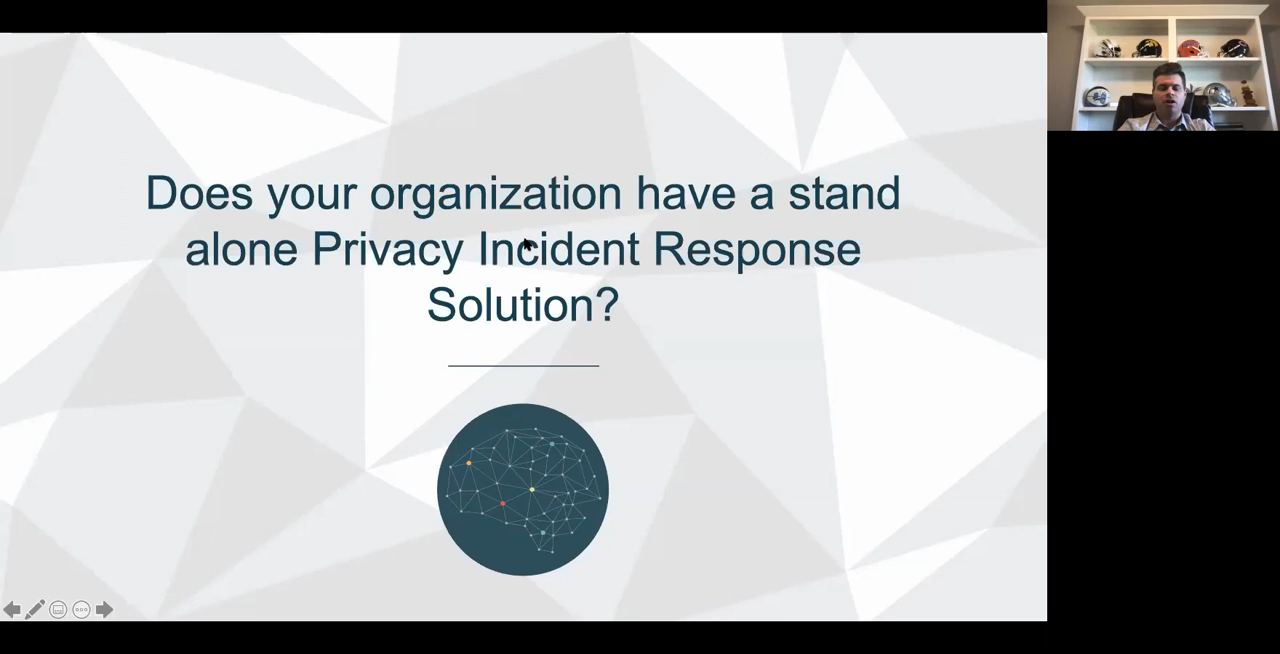 Does your organization have a stand
alone Privacy Incident Response
Solution?